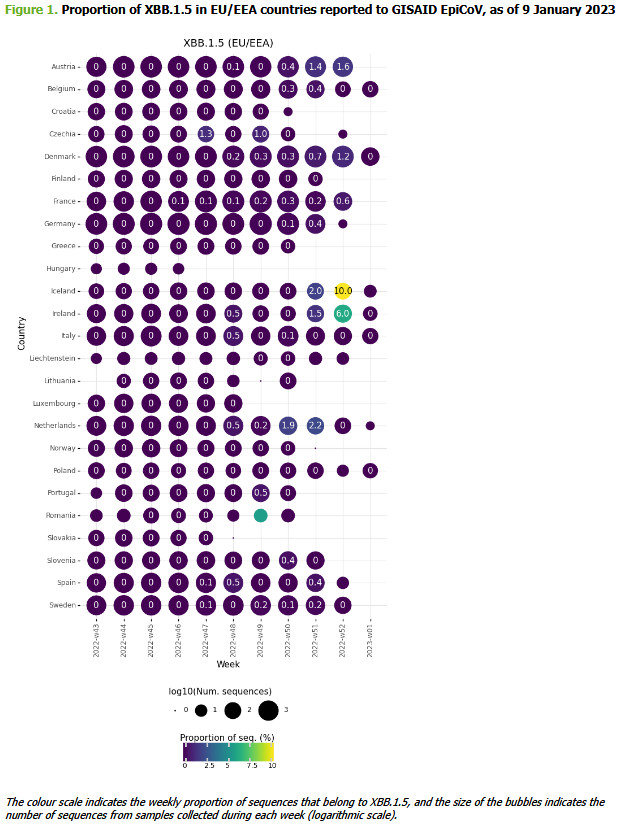 Figure 1. Proportion of XBB.1.5 in EU/EEA countries reported to GISAID EpiCoV, as of 9 January 2023
XBB.1.5 (EU/EEA)
Austria 0 0 0 0 0 0.1 0 0.4 1.4 1.6
Belgium 0 0 0 0 0 0 0 0.3 0.4 0 0
Croatia 0 0 0 0 0 0 0
Czechia 0 0 0 0 1.3 0 1.0 0
Denmark 0 0 0 0 0 0.2 0.3 0.3 0.7 1.2 0
Finland 0 0 0 0 0 0 0 0 0
France 0 0 0 0.1 0.1 0.1 0.2 0.3 0.2 0.6
Germany 0 0 0 0 0 0 0 0.1 0.4
Greece 0 0 0 0 0 0 0 0
Hungary
Iceland 0 0 0 0 0 0 0 0 2.0 10.0
Ireland 0 0 0 0 0 0.5 0 0 1.5 6.0 0
Italy 0 0 0 0 0 0.5 0 0.1 0 0 0
Liechtenstein 0 0
Lithuania 0 0 0 0 0
Luxembourg 0 0 0 0 0 0
Netherlands 0 0 0 0 0 0.5 0.2 1.9 2.2 0
Norway 0 0 0 0 0 0 0 0
Poland 0 0 0 0 0 0 0 0 0 0
Portugal 0 0 0 0 0 0.5 0
Romania 0 0 0
Slovakia 0 0 0 0 0
Slovenia 0 0 0 0 0 0 0 0.4 0
Spain 0 0 0 0 0.1 0.5 0 0 0.4
Sweden 0 0 0 0 0.1 0 0.2 0.1 0.2 0
Country
2022-w43
2022-w44
2022-w45
2022-w46
2022-w47
2022-w48
2022-w49
2022-w50
2022-w51
2022-w52
2023-w01
Week
log10(Num. sequences)
0 1 2 3
Proportion of seq. (%)
0 2.5 5 7.5 10
The colour scale indicates the weekly proportion of sequences that belong to XBB.1.5, and the size of the bubbles indicates the
number of sequences from samples collected during each week (logarithmic scale).